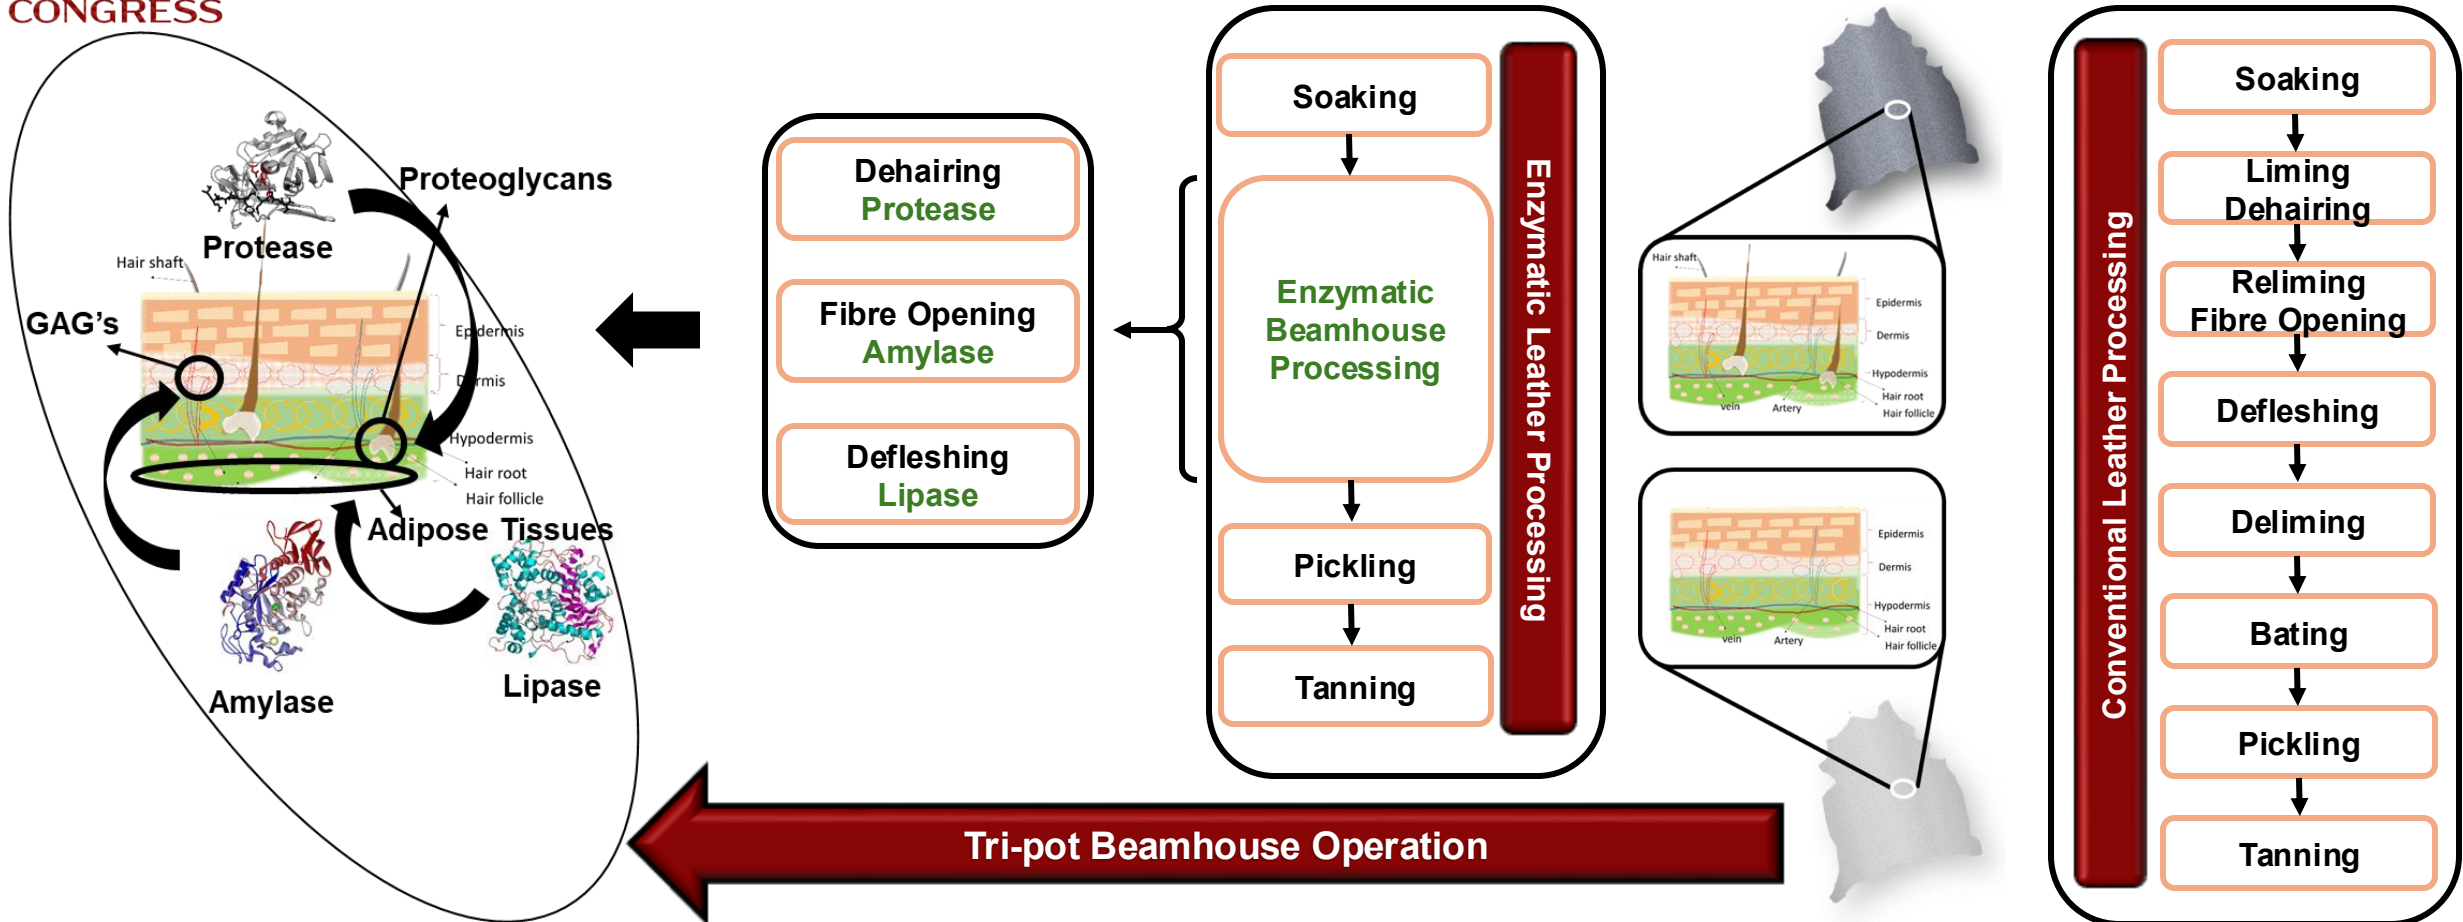 CONGRESS
Protease
Proteoglycans
Hair shaft
GAG's
Epidermis
Dermis
Hypodermis
Hair root
Hair follicle
Adipose Tissues
Amylase
Lipase
Dehairing
Protease
Fibre Opening
Amylase
Defleshing
Lipase
Soaking
Enzymatic
Beamhouse
Processing
Pickling
Tanning
Enzymatic Leather Processing
Hair shaft
Epidermis
Dermis
Hypodermis
Hair root
Hair follicle
vein
Artery
Epidermis
Dermis
Hypodermis
Hair root
Hair follicle
vein
Artery
Tri-pot Beamhouse Operation
Conventional Leather Processing
Soaking
Liming
Dehairing
Reliming
Fibre Opening
Defleshing
Deliming
Bating
Pickling
Tanning